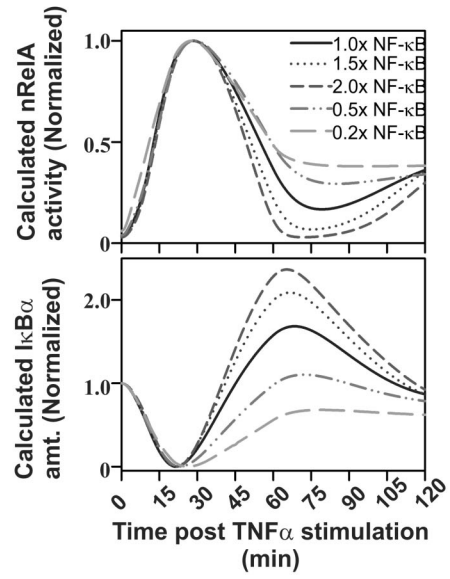 Calculated nRelA
activity (Normalized)
1.0
0.5
0
1.0x NF-κB
1.5x NF-κB
2.0x NF-κB
0.5x NF-κB
0.2x NF-κB
Calculated IκBα
amt. (Normalized)
2.0
1.0
0
0 15 30 45 60 75 90 105 120
Time post TNFα stimulation
(min)